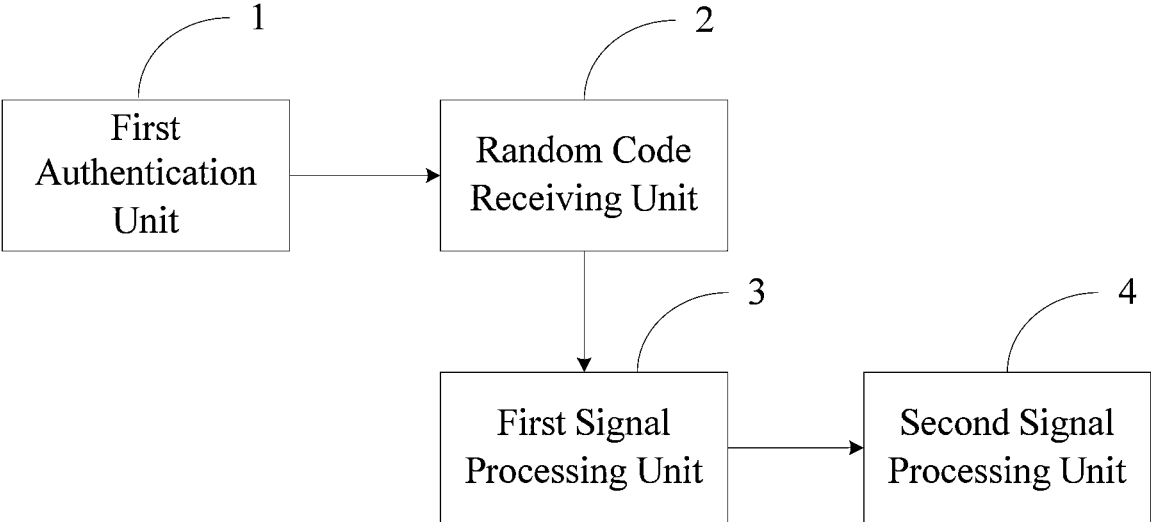 1
2
First
Authentication
Unit
Random Code
Receiving Unit
3
4
First Signal
Processing Unit
Second Signal
Processing Unit